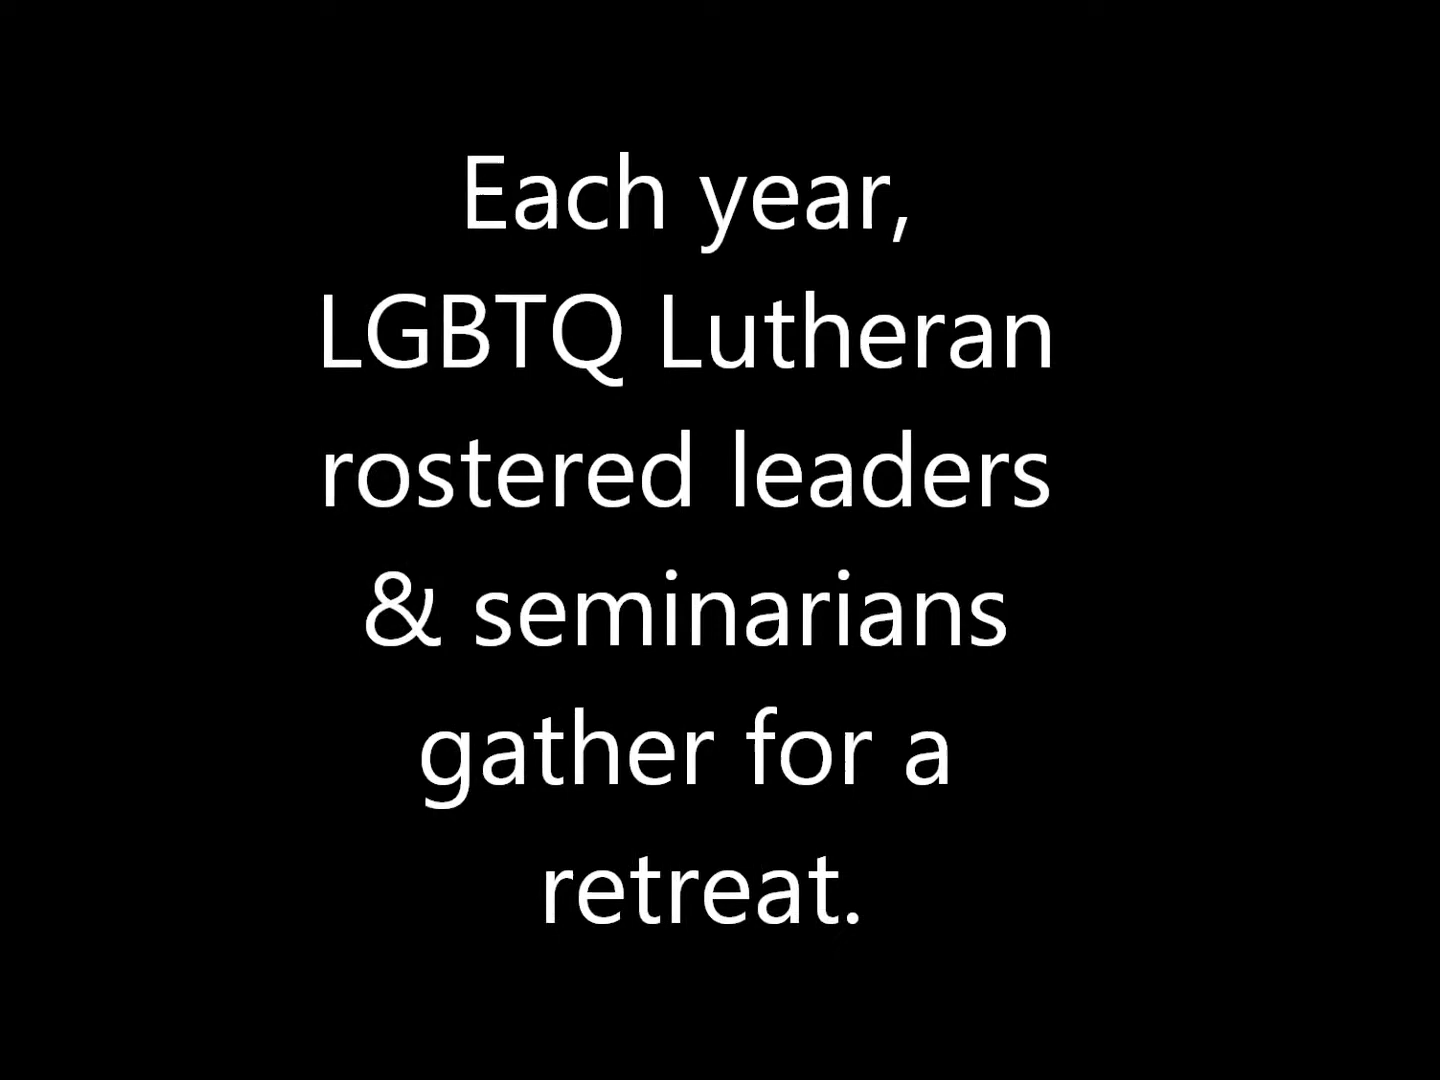 Each year,
LGBTQ Lutheran
rostered leaders
& seminarians
gather for a
retreat.